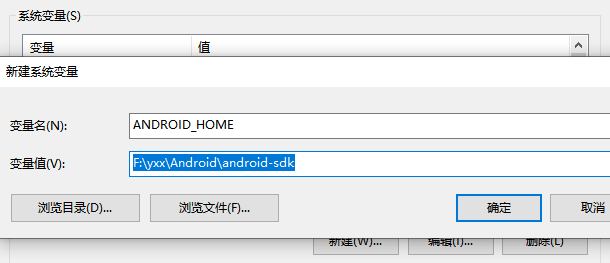 系统变量(S)
变量 值
新建系统变量
变量名(N): ANDROID_HOME
变量值(V): F:\yxx\Android\android-sdk
浏览目录(D)... 浏览文件(F)... 确定 取消
新建(W)... 编辑(I)... 删除(L)